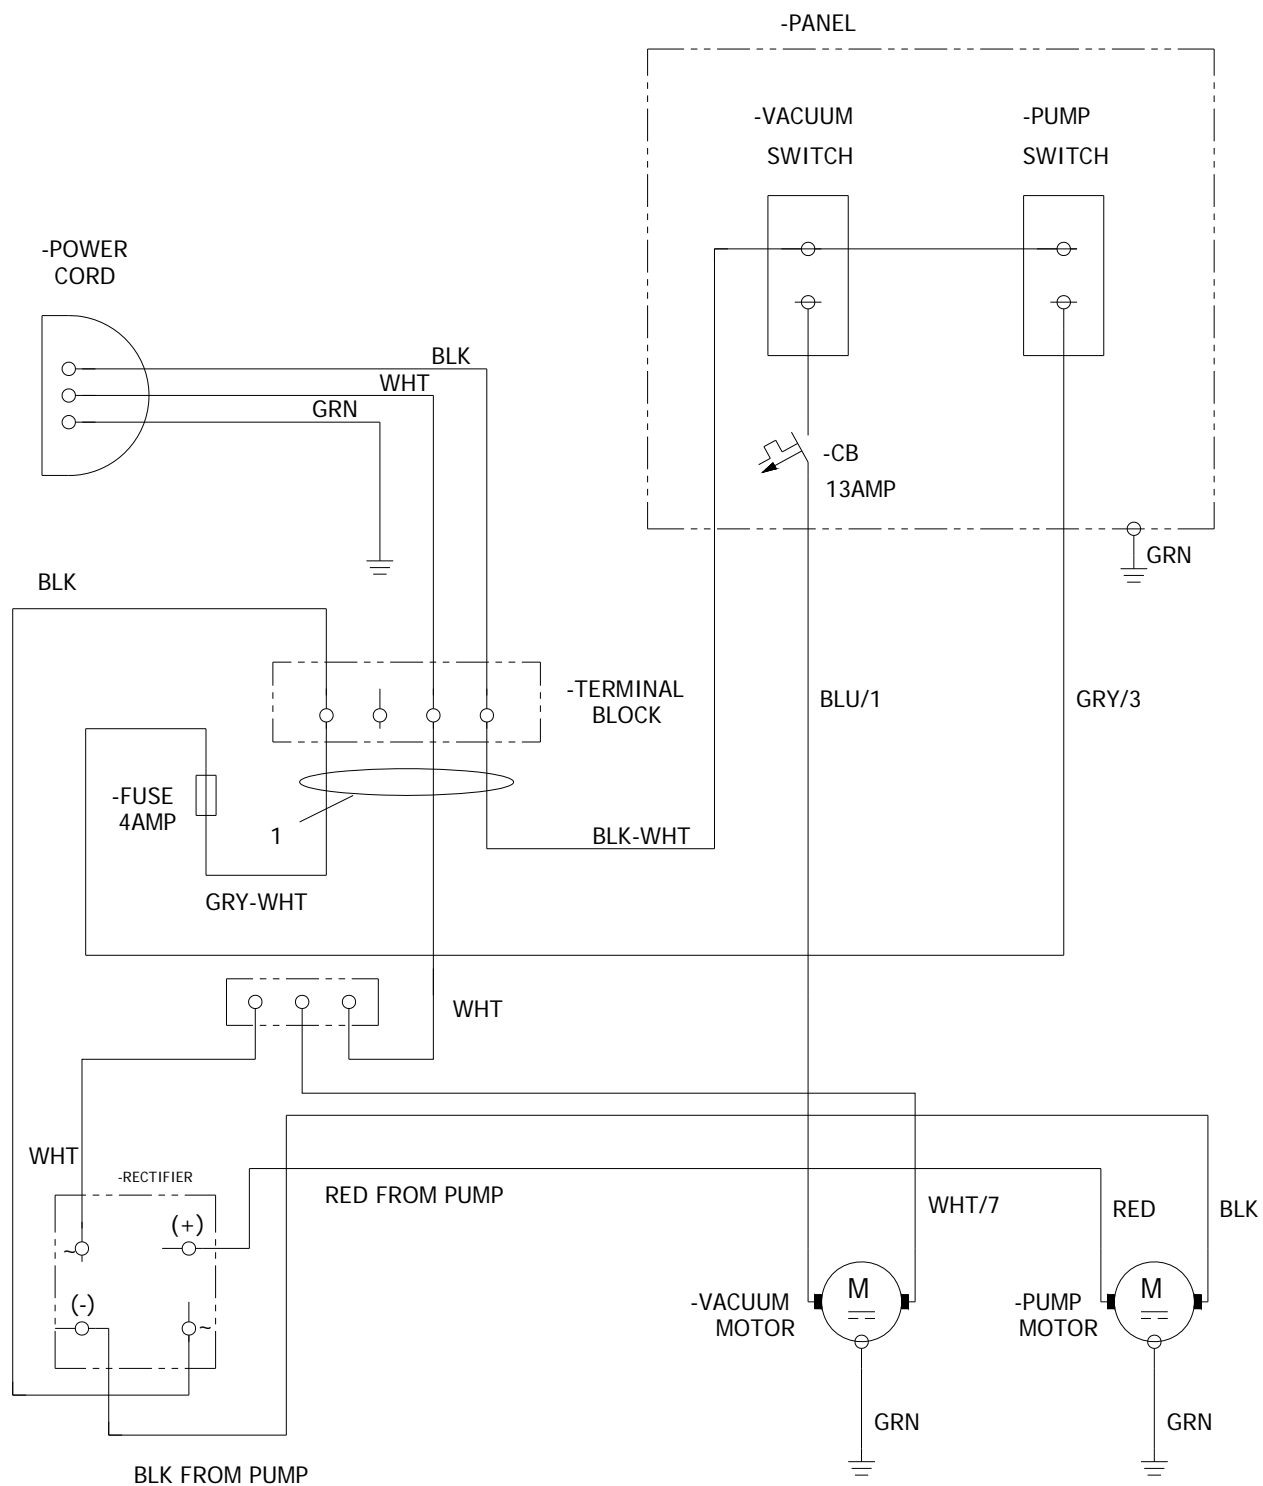 -PANEL
-VACUUM
SWITCH
-PUMP
SWITCH
-POWER
CORD
BLK
WHT
GRN
-CB
13AMP
GRN
BLK
-TERMINAL
BLOCK
BLU/1
GRY/3
-FUSE
4AMP
1
BLK-WHT
GRY-WHT
WHT
WHT
-RECTIFIER
RED FROM PUMP
WHT/7
RED
BLK
(+)
~
(-)
~
M
-VACUUM
MOTOR
M
-PUMP
MOTOR
GRN
GRN
BLK FROM PUMP